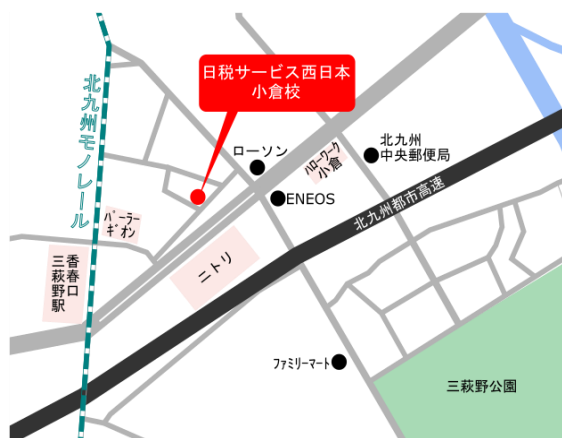 日税サービス西日本
小倉校
北九州モノレール
ローソン
ハローワーク
小倉
北九州
中央郵便局
ENEOS
北九州都市高速
パーラー
ギオン
香春口
三萩野駅
ニトリ
ファミリーマート
三萩野公園